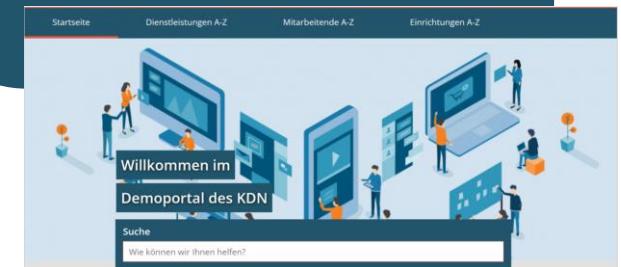 Startseite Dienstleistungen A-Z Mitarbeitende A-Z Einrichtungen A-Z
Willkommen im
Demoportal des KDN
Suche
Wie können wir Ihnen helfen?